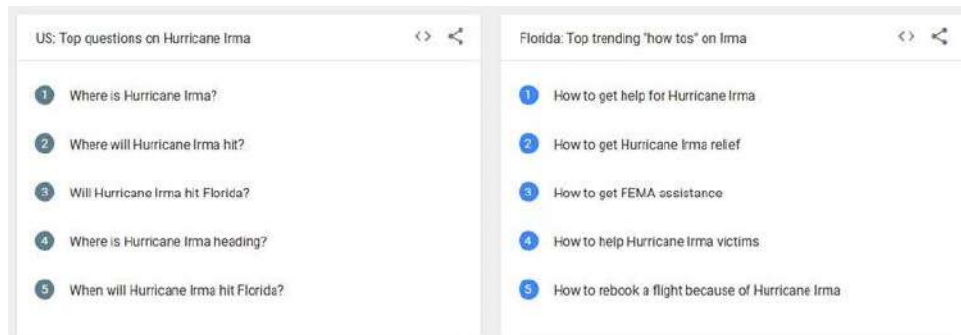 US: Top questions on Hurricane Irma
1 Where is Hurricane Irma?
2 Where will Hurricane Irma hit?
3 Will Hurricane Irma hit Florida?
4 Where is Hurricane Irma heading?
5 When will Hurricane Irma hit Florida?
Florida: Top trending "how tos" on Irma
1 How to get help for Hurricane Irma
2 How to get Hurricane Irma relief
3 How to get FEMA assistance
4 How to help Hurricane Irma victims
5 How to rebook a flight because of Hurricane Irma